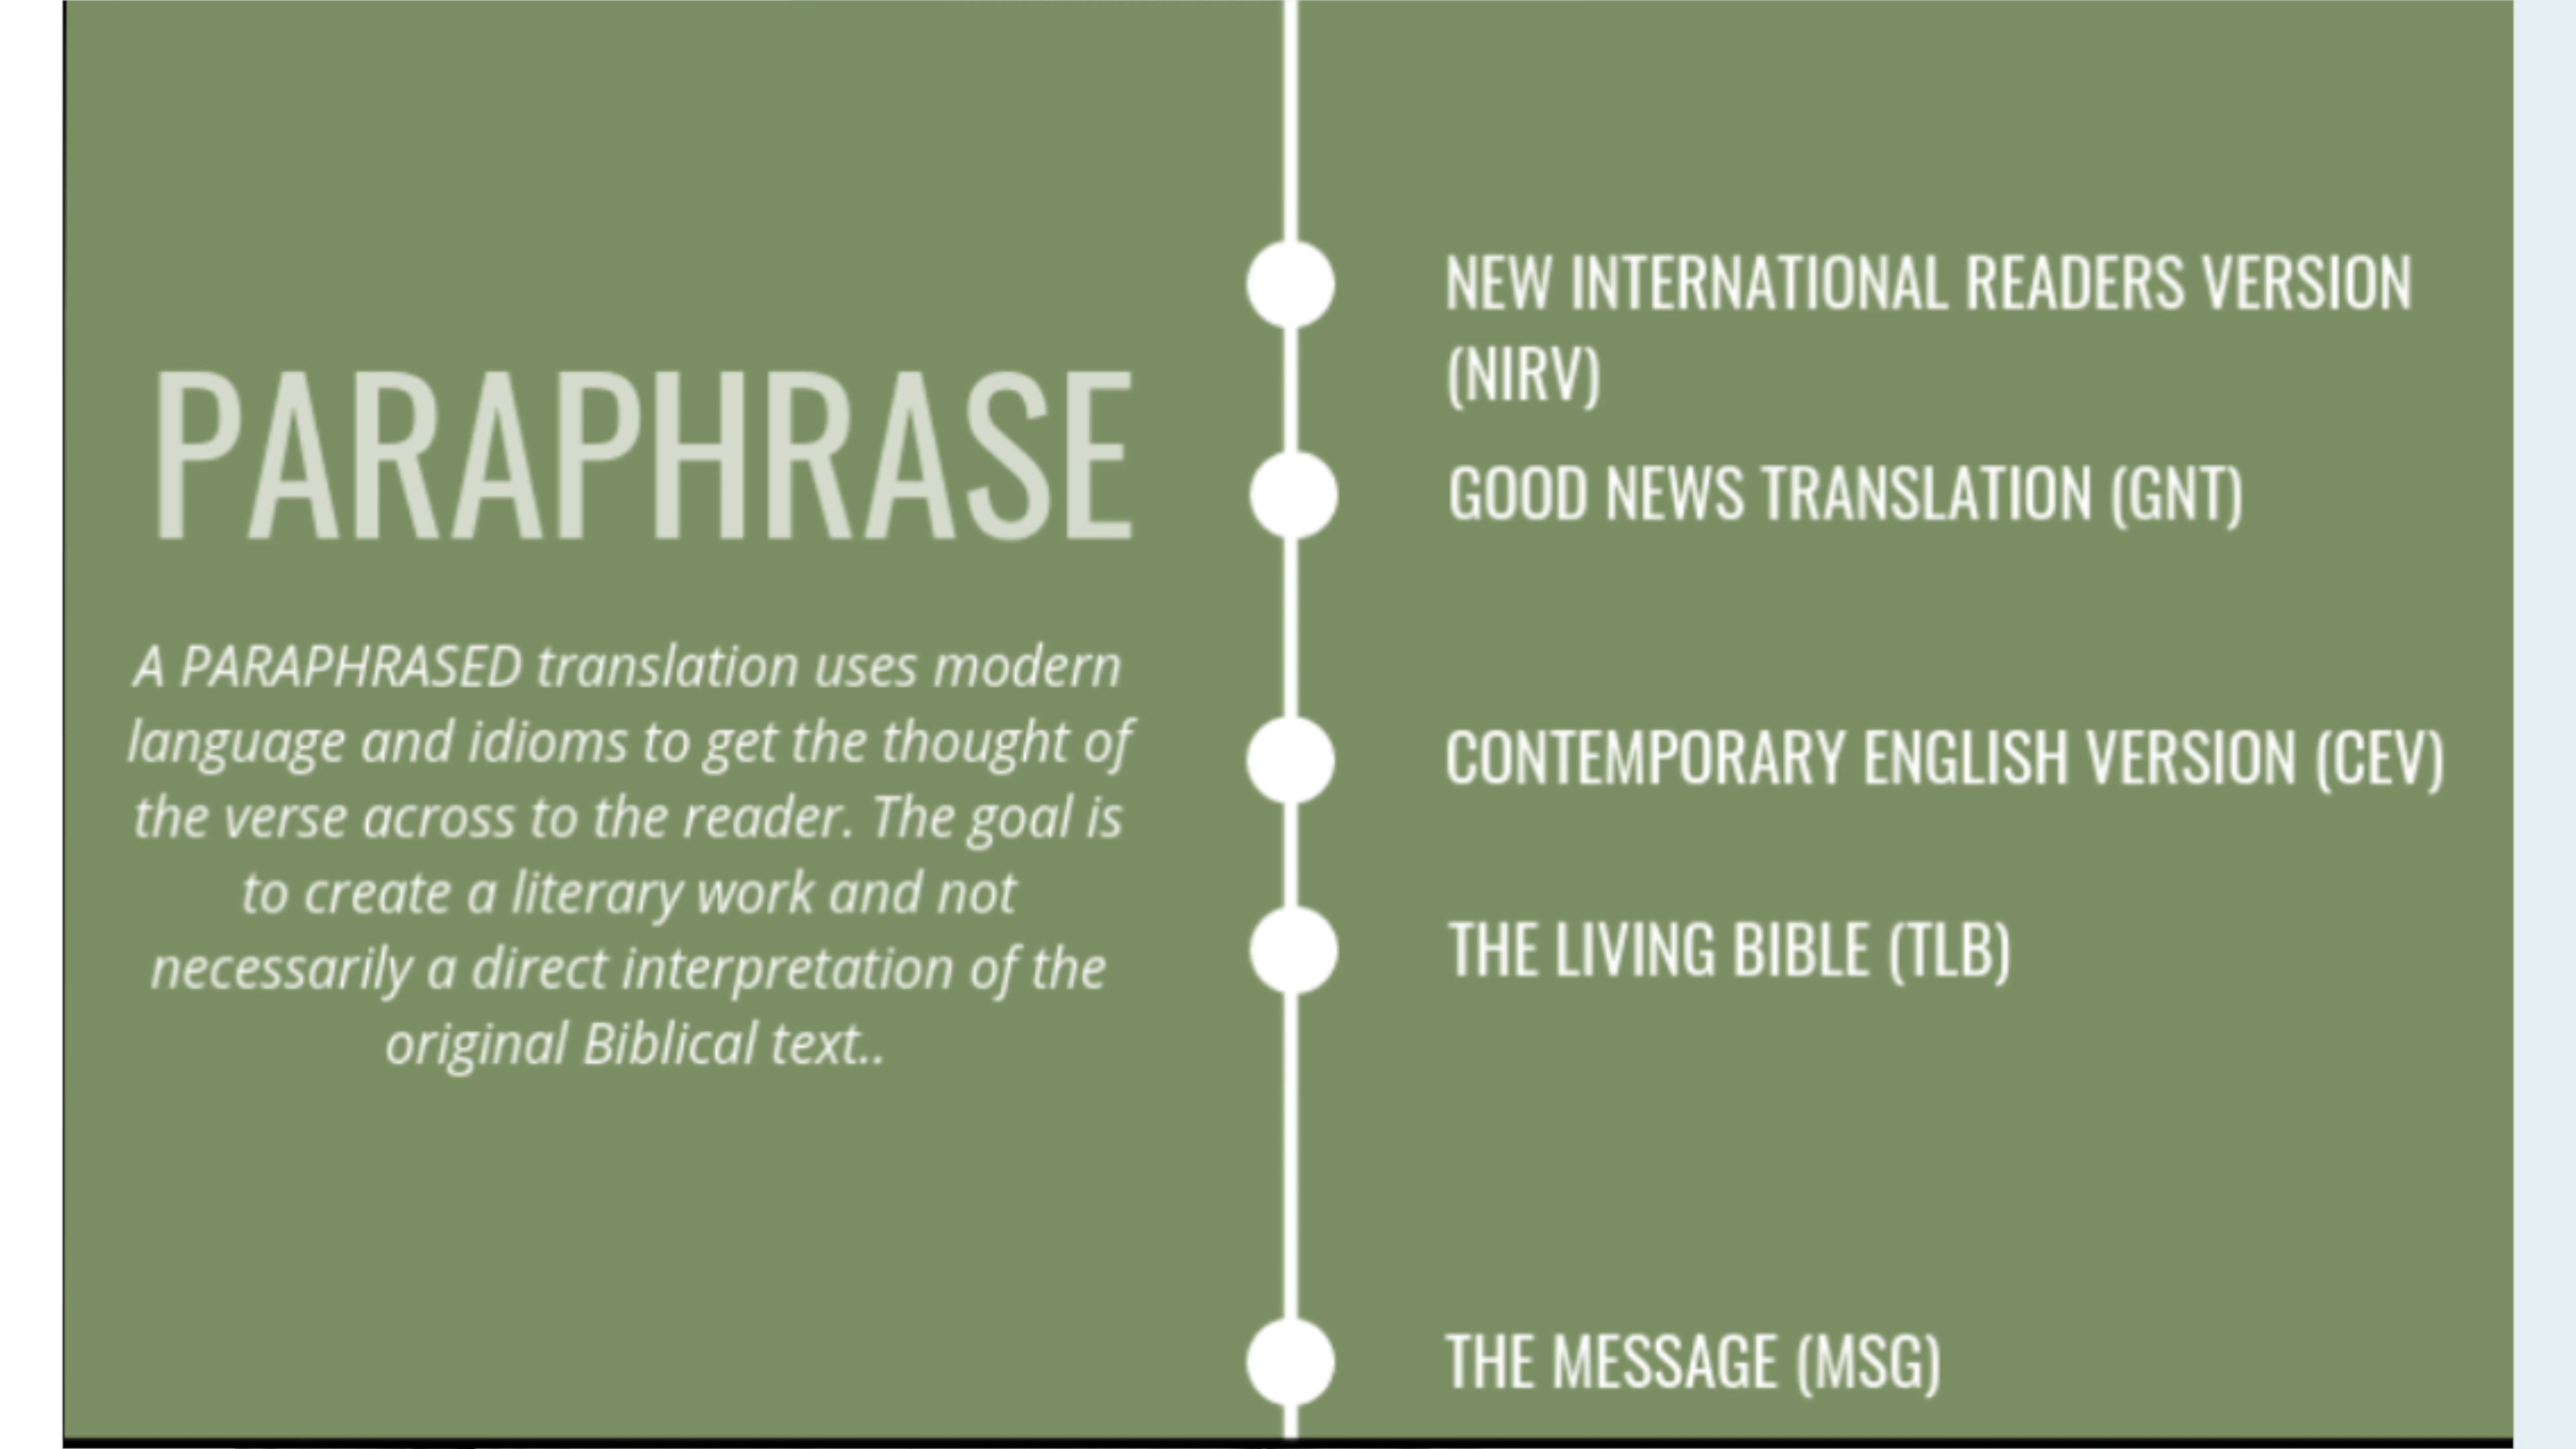 PARAPHRASE
A PARAPHRASED translation uses modern
language and idioms to get the thought of
the verse across to the reader. The goal is
to create a literary work and not
necessarily a direct interpretation of the
original Biblical text..
NEW INTERNATIONAL READERS VERSION
(NIRV)
GOOD NEWS TRANSLATION (GNT)
CONTEMPORARY ENGLISH VERSION (CEV)
THE LIVING BIBLE (TLB)
THE MESSAGE (MSG)